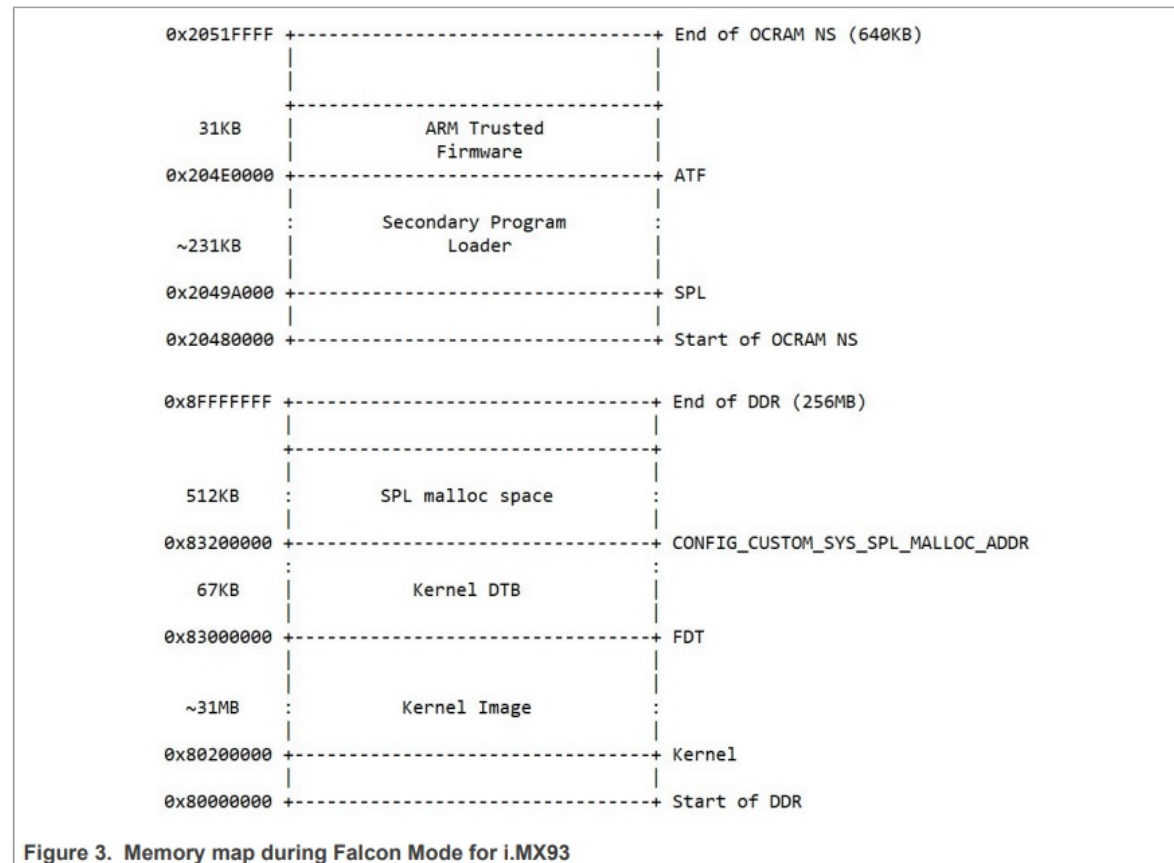 0x2051FFFF +----------------------------------+ End of OCRAM NS (640KB)
| |
| |
+----------------------------------+
31KB | ARM Trusted |
| Firmware |
0x204E0000 +----------------------------------+ ATF
| |
: Secondary Program :
~231KB | Loader |
| |
0x2049A000 +----------------------------------+ SPL
| |
0x20480000 +----------------------------------+ Start of OCRAM NS
0x8FFFFFFF +----------------------------------+ End of DDR (256MB)
| |
+----------------------------------+
| |
512KB : SPL malloc space :
| |
0x83200000 +----------------------------------+ CONFIG_CUSTOM_SYS_SPL_MALLOC_ADDR
: :
67KB | Kernel DTB |
| |
0x83000000 +----------------------------------+ FDT
| |
| |
~31MB : Kernel Image :
| |
0x80200000 +----------------------------------+ Kernel
| |
0x80000000 +----------------------------------+ Start of DDR
Figure 3. Memory map during Falcon Mode for i.MX93